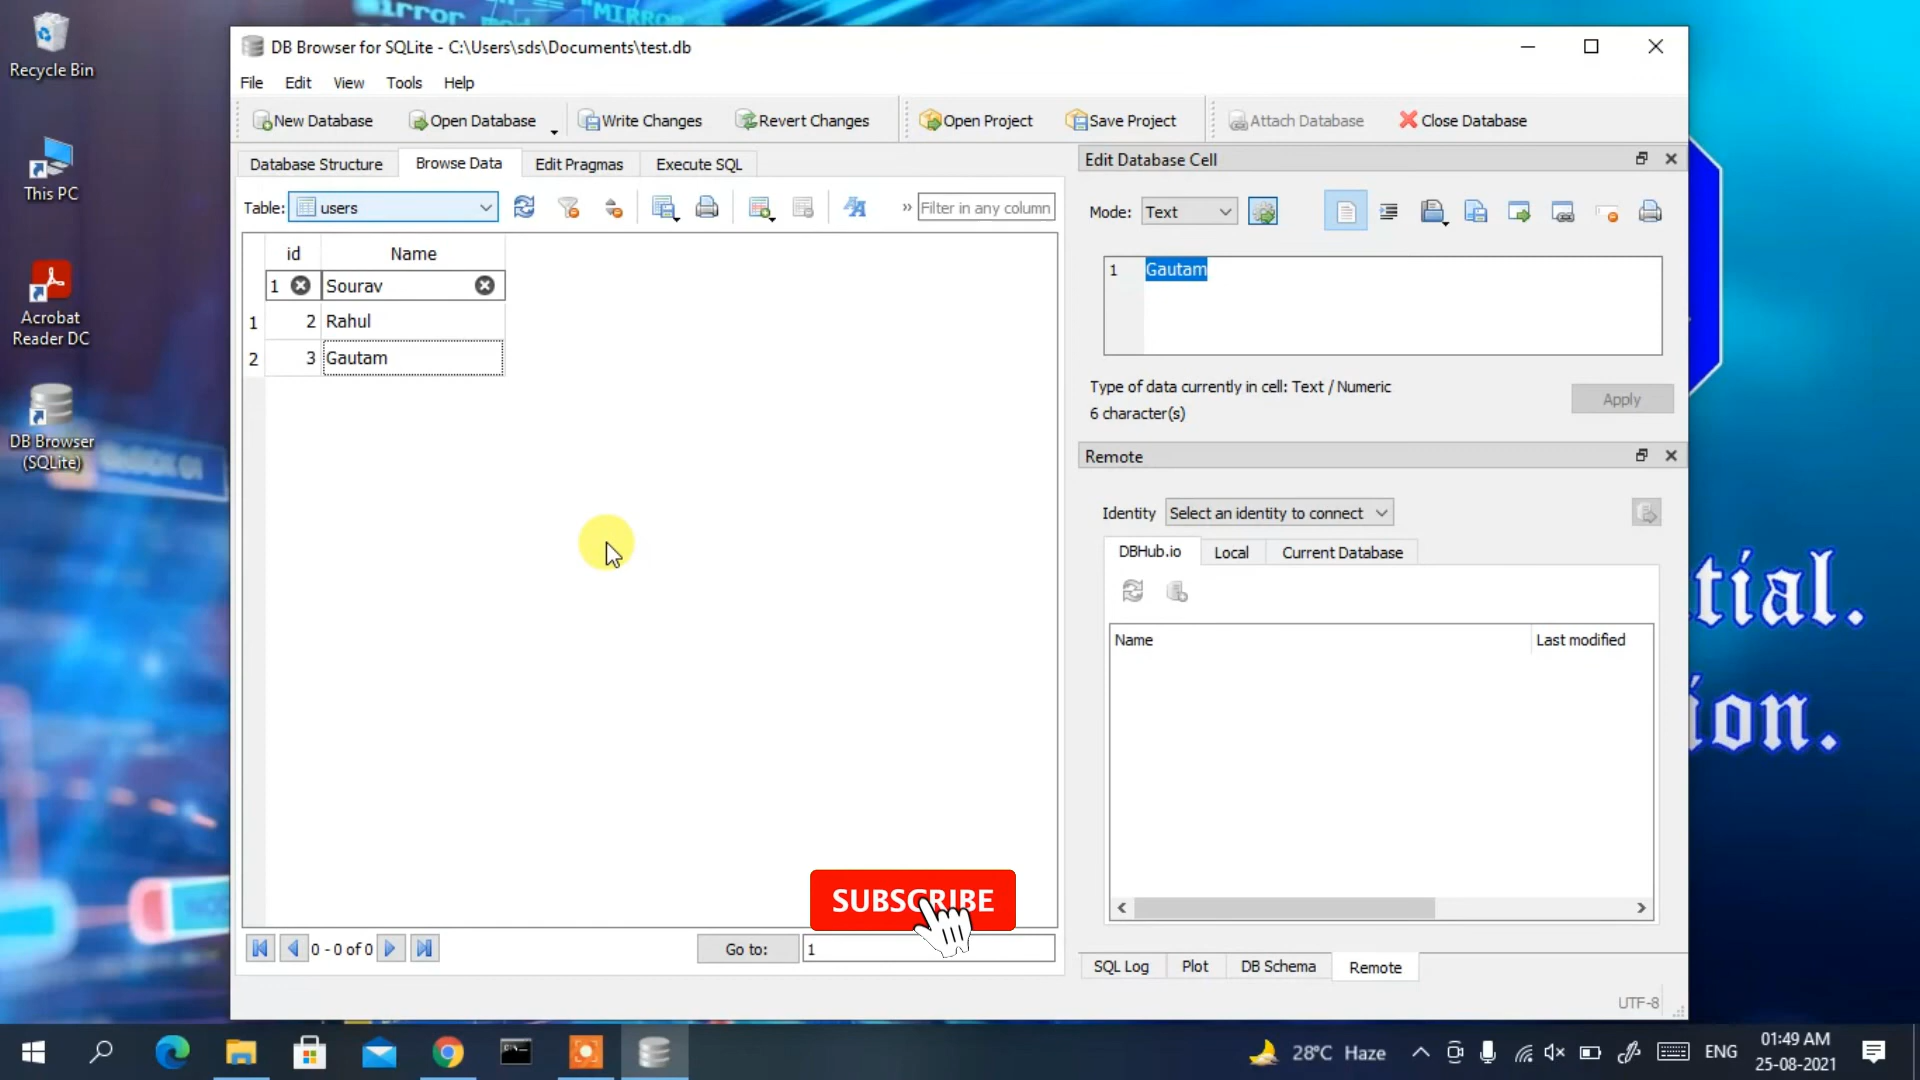 Recycle Bin
This PC
Acrobat
Reader DC
DB Browser
(SQLite)
DB Browser for SQLite - C:\Users\sds\Documents\test.db
File Edit View Tools Help
New Database Open Database Write Changes Revert Changes Open Project Save Project Attach Database Close Database
Database Structure Browse Data Edit Pragmas Execute SQL
Table: users » Filter in any column
id Name
1 Sourav
1 2 Rahul
2 3 Gautam
0 - 0 of 0 Go to: 1
SUBSCRIBE
Edit Database Cell
Mode: Text
1 Gautam
Type of data currently in cell: Text / Numeric
6 character(s)
Apply
Remote
Identity Select an identity to connect
DBHub.io Local Current Database
Name Last modified
SQL Log Plot DB Schema Remote
UTF-8
tial.
ion.
28°C Haze ENG
01:49 AM
25-08-2021